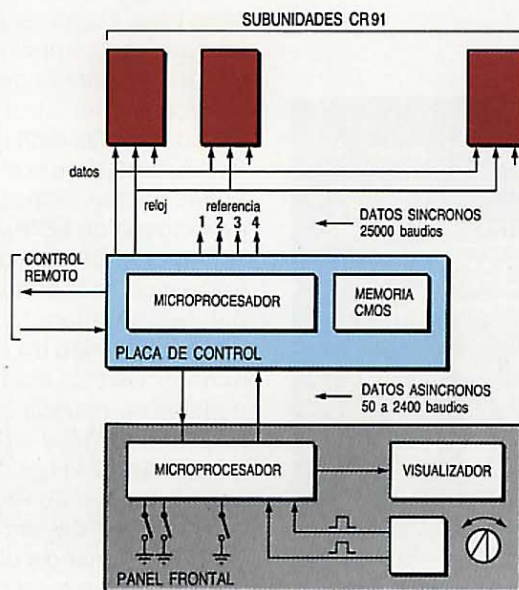 SUBUNIDADES CR91
datos
reloj
referencia
1 2 3 4
DATOS SINCRONOS
25000 baudios
CONTROL
REMOTO
MICROPROCESADOR
MEMORIA
CMOS
PLACA DE CONTROL
DATOS ASINCRONOS
50 a 2400 baudios
MICROPROCESADOR
VISUALIZADOR
PANEL FRONTAL